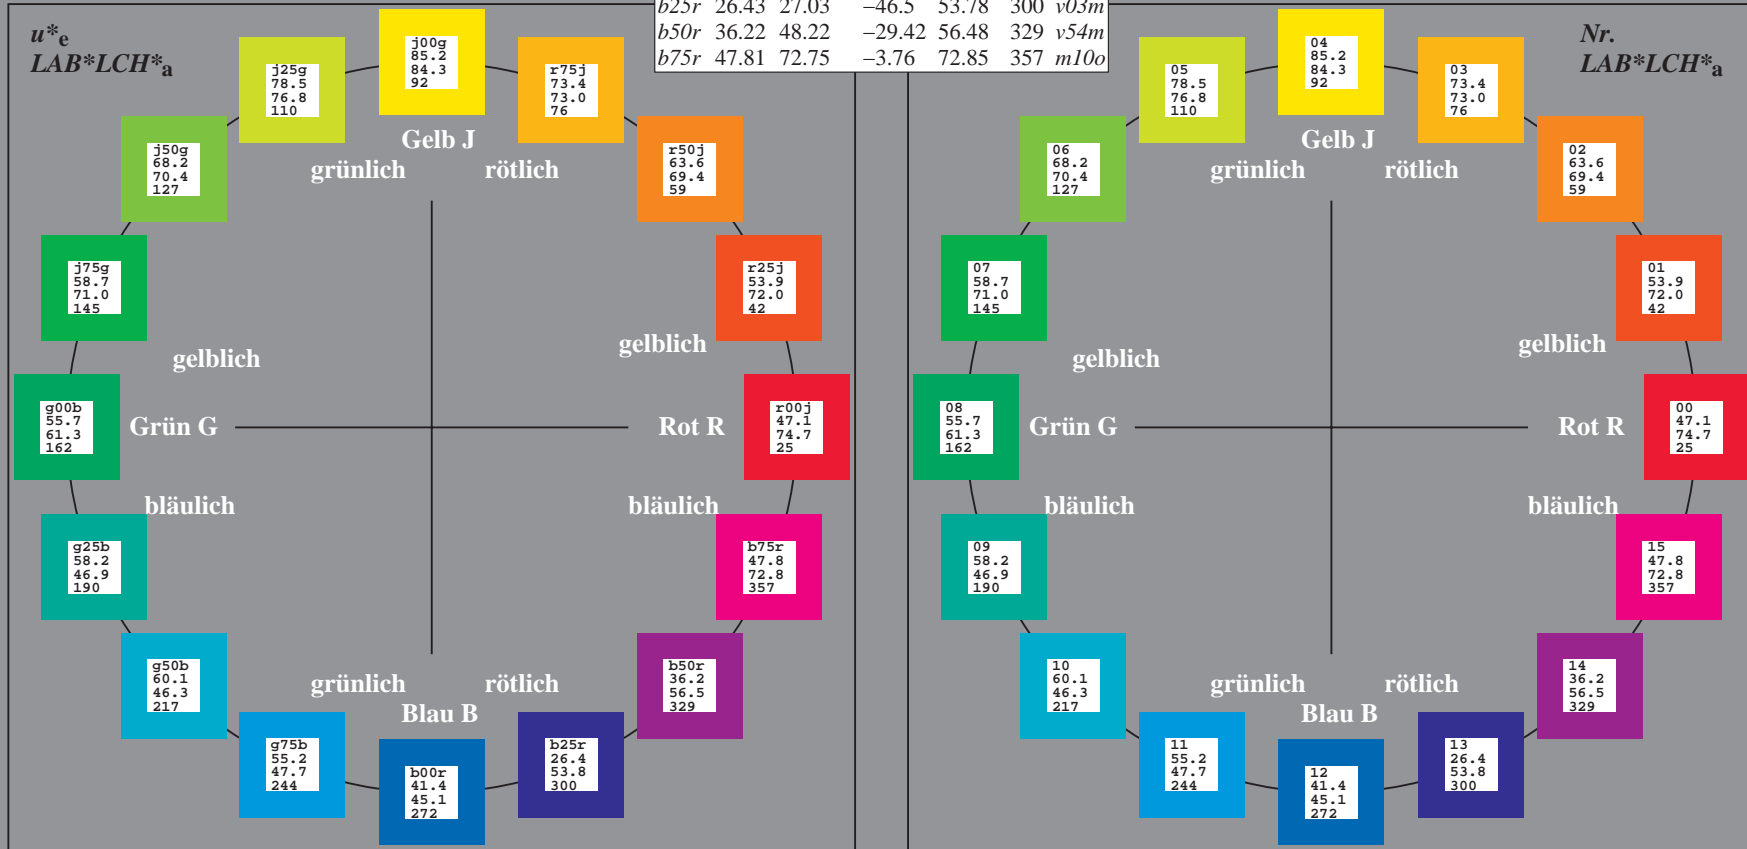 b25r 26.43 27.03 −46.5 53.78 300 v03m
b50r 36.22 48.22 −29.42 56.48 329 v54m
b75r 47.81 72.75 −3.76 72.85 357 m10o
u*e
LAB*LCH*a
j00g
85.2
84.3
92
j25g
78.5
76.8
110
r75j
73.4
73.0
76
j50g
68.2
70.4
127
r50j
63.6
69.4
59
Gelb J
grünlich rötlich
j75g
58.7
71.0
145
r25j
53.9
72.0
42
gelblich
gelblich
g00b
55.7
61.3
162
Grün G
Rot R
r00j
47.1
74.7
25
bläulich
bläulich
g25b
58.2
46.9
190
b75r
47.8
72.8
357
g50b
60.1
46.3
217
b50r
36.2
56.5
329
grünlich rötlich
Blau B
g75b
55.2
47.7
244
b00r
41.4
45.1
272
b25r
26.4
53.8
300
Nr.
LAB*LCH*a
04
85.2
84.3
92
05
78.5
76.8
110
03
73.4
73.0
76
06
68.2
70.4
127
02
63.6
69.4
59
Gelb J
grünlich rötlich
07
58.7
71.0
145
01
53.9
72.0
42
gelblich
gelblich
08
55.7
61.3
162
Grün G
Rot R
00
47.1
74.7
25
bläulich
bläulich
09
58.2
46.9
190
15
47.8
72.8
357
10
60.1
46.3
217
14
36.2
56.5
329
grünlich rötlich
Blau B
11
55.2
47.7
244
12
41.4
45.1
272
13
26.4
53.8
300